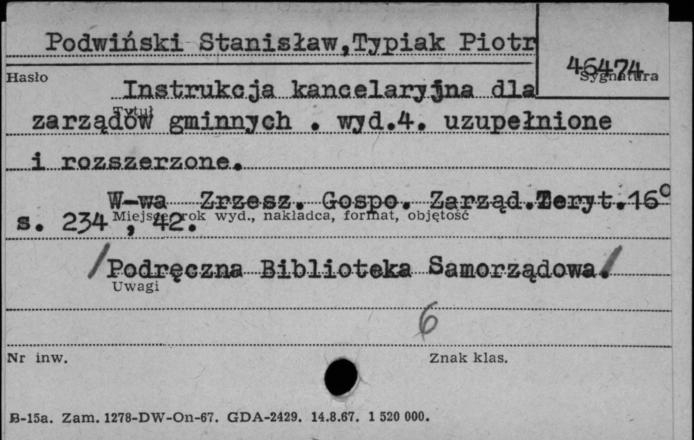 Podwiński Stanisław,Typiak Piotr
46474
Hasło
Sygnatura
Instrukcja kancelaryjna dla
Tytuł
zarządów gminnych . wyd.4. uzupełnione
i rozszerzone.
W-wa Zrzesz. Gospo. Zarząd.Teryt.16°
Miejsce, rok wyd., nakładca, format, objętość
s. 234 , 42.
/Podręczna Biblioteka Samorządowa./
Uwagi
6
Nr inw.
Znak klas.
B-15a. Zam. 1278-DW-On-67. GDA-2429. 14.8.67. 1 520 000.